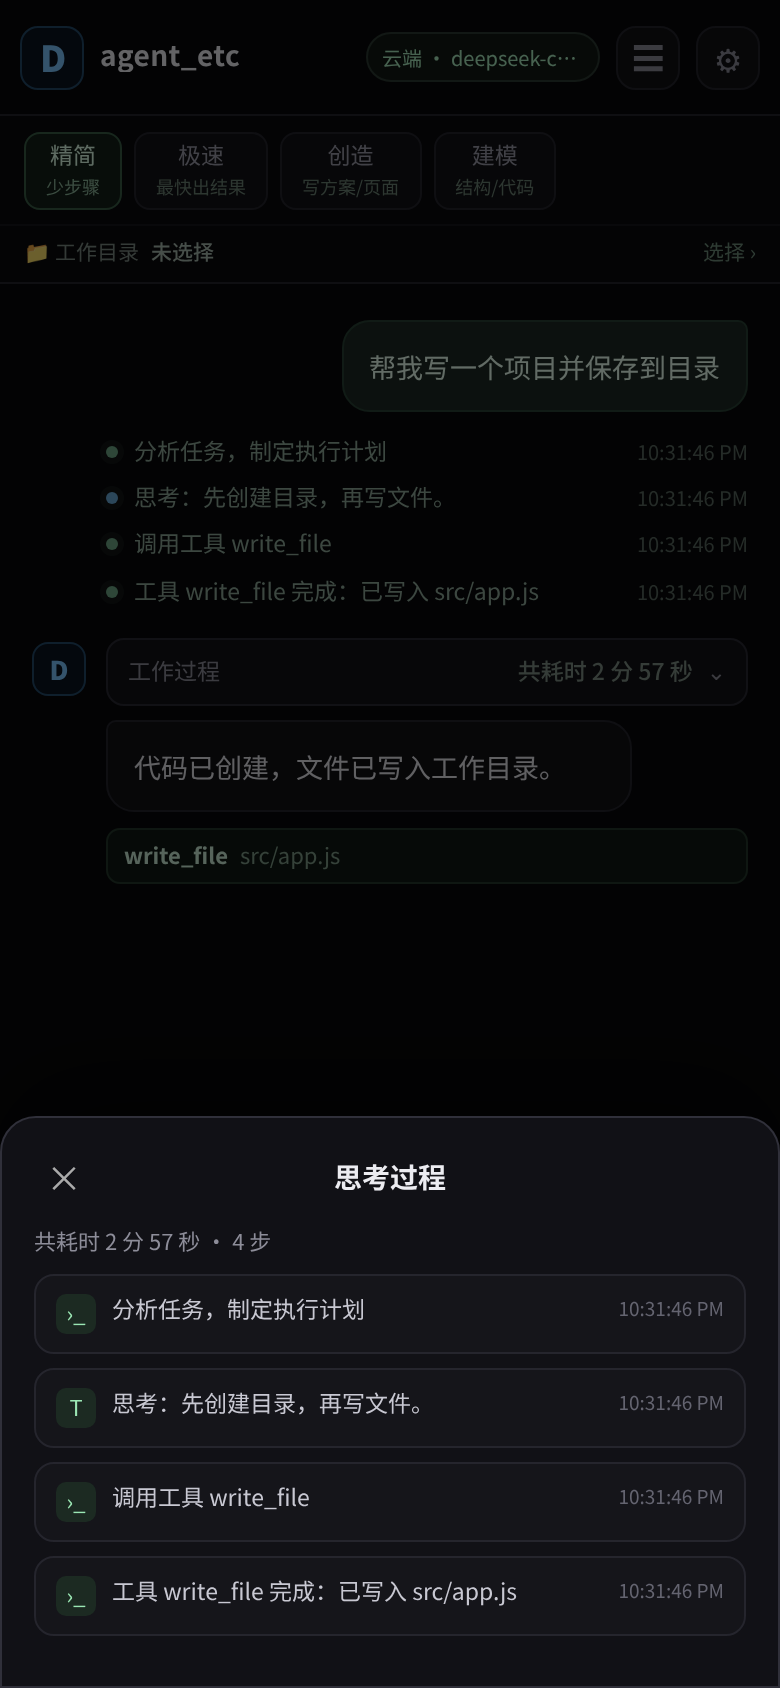 D agent_etc 云端 · deepseek-c··· ☰ ⚙
精简 极速 创造 建模
少步骤 最快出结果 写方案/页面 结构/代码
📁 工作目录 未选择 选择 ›
帮我写一个项目并保存到目录
分析任务，制定执行计划 10:31:46 PM
思考：先创建目录，再写文件。 10:31:46 PM
调用工具 write_file 10:31:46 PM
工具 write_file 完成：已写入 src/app.js 10:31:46 PM
D 工作过程 共耗时 2 分 57 秒 ⌄
代码已创建，文件已写入工作目录。
write_file src/app.js
思考过程
共耗时 2 分 57 秒 · 4 步
›_ 分析任务，制定执行计划 10:31:46 PM
T 思考：先创建目录，再写文件。 10:31:46 PM
›_ 调用工具 write_file 10:31:46 PM
›_ 工具 write_file 完成：已写入 src/app.js 10:31:46 PM